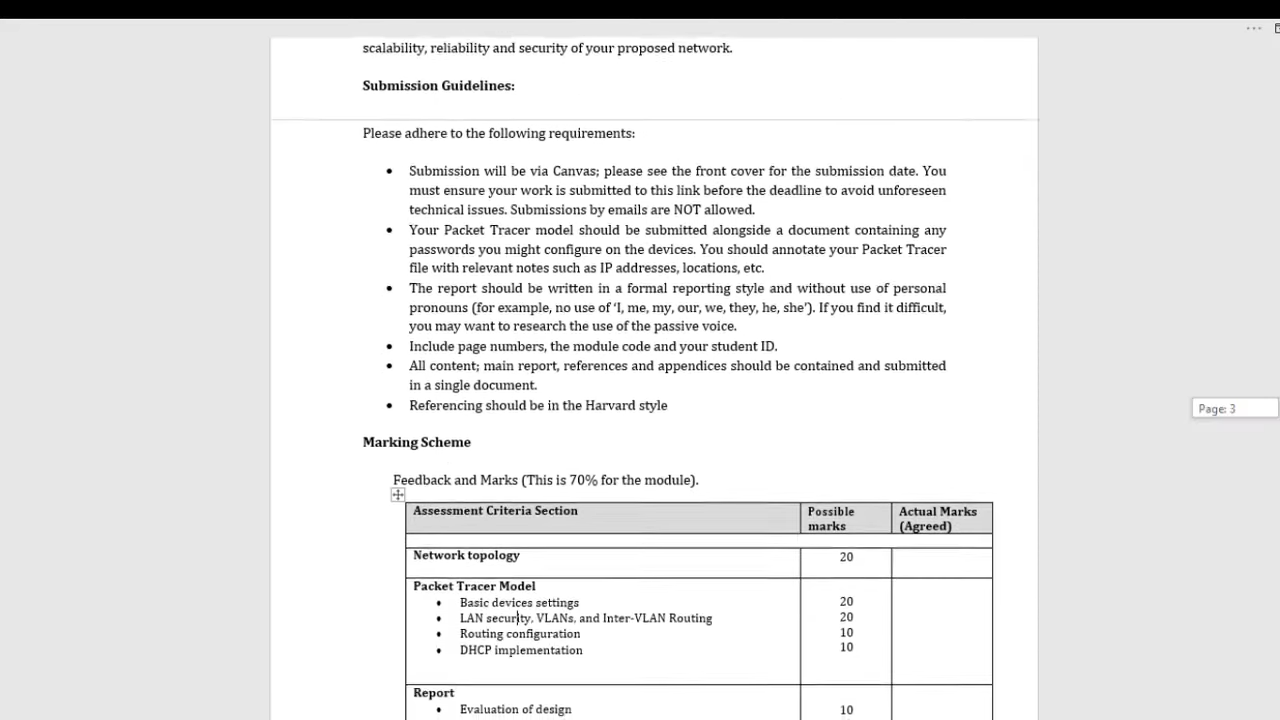 scalability, reliability and security of your proposed network.
Submission Guidelines:
Please adhere to the following requirements:
• Submission will be via Canvas; please see the front cover for the submission date. You
must ensure your work is submitted to this link before the deadline to avoid unforeseen
technical issues. Submissions by emails are NOT allowed.
• Your Packet Tracer model should be submitted alongside a document containing any
passwords you might configure on the devices. You should annotate your Packet Tracer
file with relevant notes such as IP addresses, locations, etc.
• The report should be written in a formal reporting style and without use of personal
pronouns (for example, no use of ‘I, me, my, our, we, they, he, she’). If you find it difficult,
you may want to research the use of the passive voice.
• Include page numbers, the module code and your student ID.
• All content; main report, references and appendices should be contained and submitted
in a single document.
• Referencing should be in the Harvard style
Page: 3
Marking Scheme
Feedback and Marks (This is 70% for the module).
Assessment Criteria Section Possible marks Actual Marks (Agreed)
Network topology 20
Packet Tracer Model
• Basic devices settings 20
• LAN security, VLANs, and Inter-VLAN Routing 20
• Routing configuration 10
• DHCP implementation 10
Report
• Evaluation of design 10